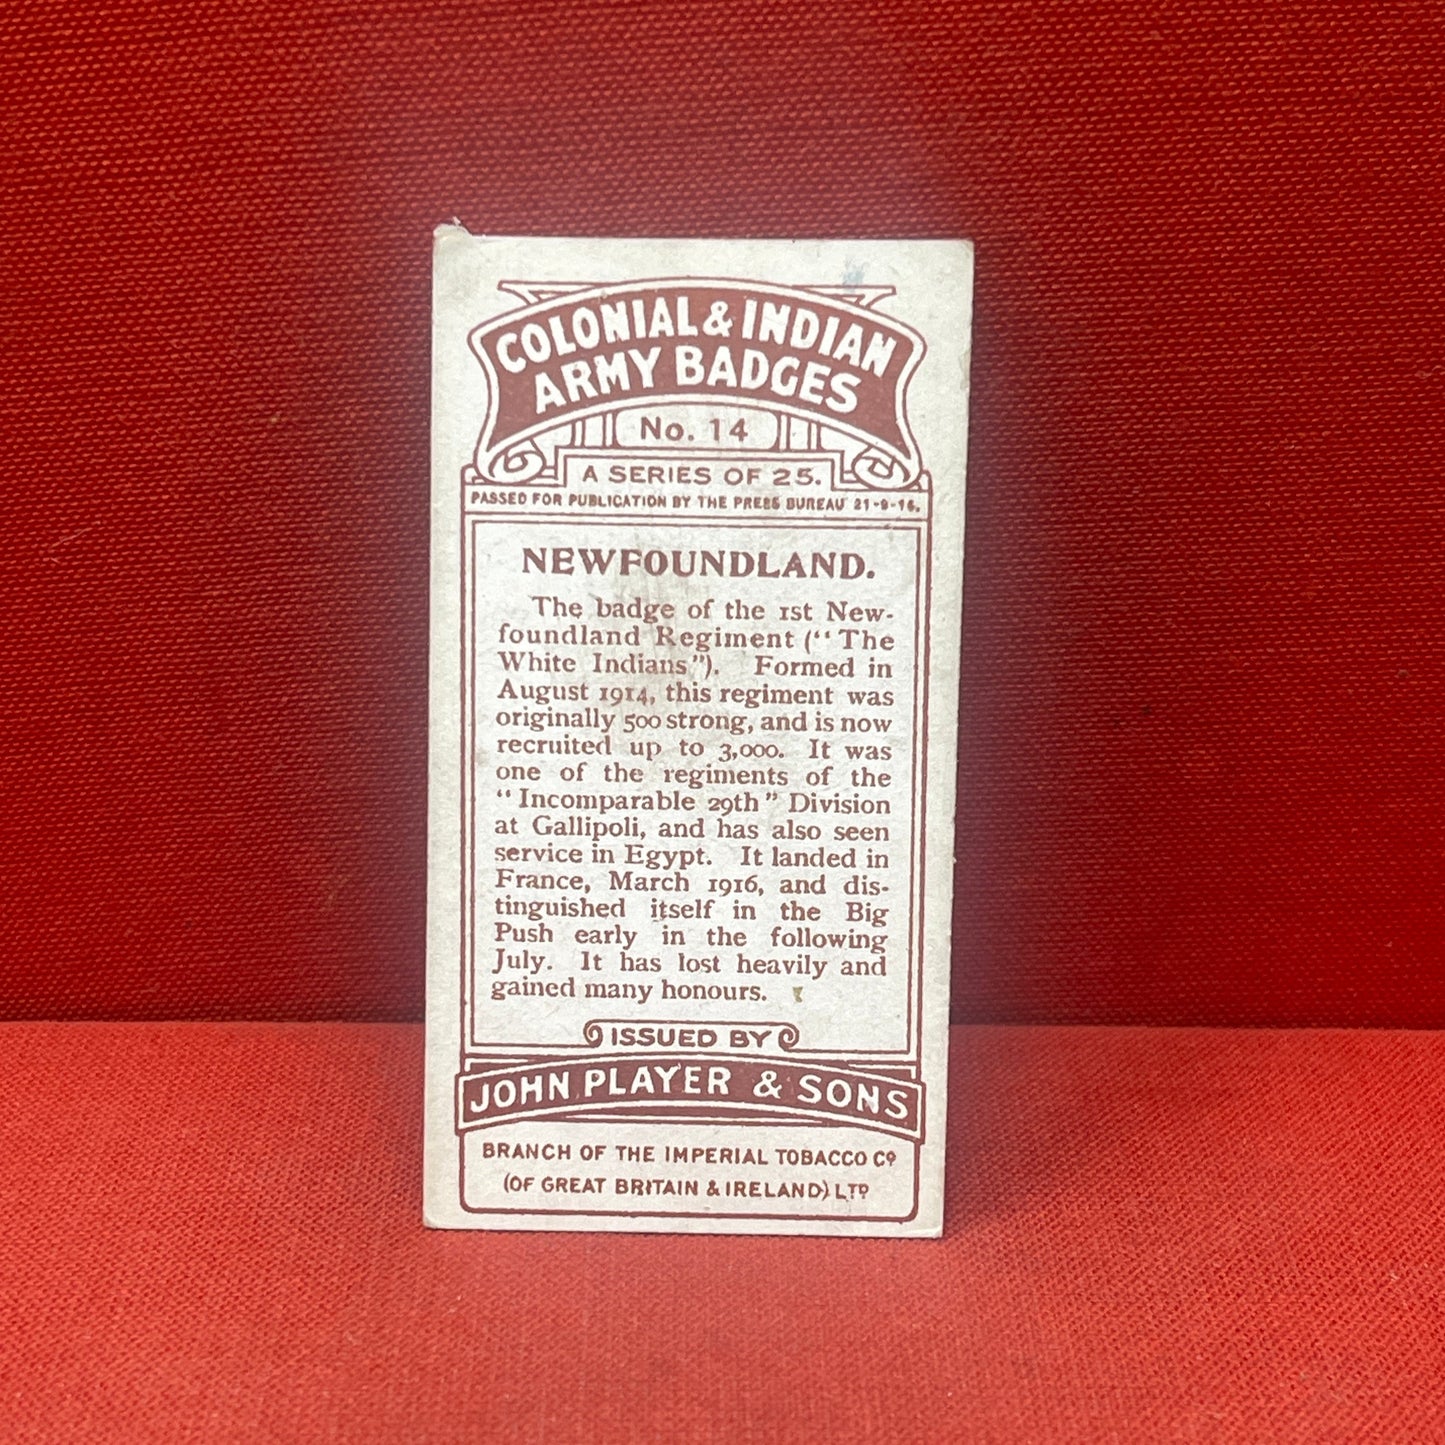 COLONIAL & INDIAN
ARMY BADGES
No. 14
A SERIES OF 25.
PASSED FOR PUBLICATION BY THE PRESS BUREAU 21-9-16.
NEWFOUNDLAND.
The badge of the 1st New-
foundland Regiment ("The
White Indians"). Formed in
August 1914, this regiment was
originally 500 strong, and is now
recruited up to 3,000. It was
one of the regiments of the
"Incomparable 29th" Division
at Gallipoli, and has also seen
service in Egypt. It landed in
France, March 1916, and dis-
tinguished itself in the Big
Push early in the following
July. It has lost heavily and
gained many honours.
ISSUED BY
JOHN PLAYER & SONS
BRANCH OF THE IMPERIAL TOBACCO CO
(OF GREAT BRITAIN & IRELAND) LTD